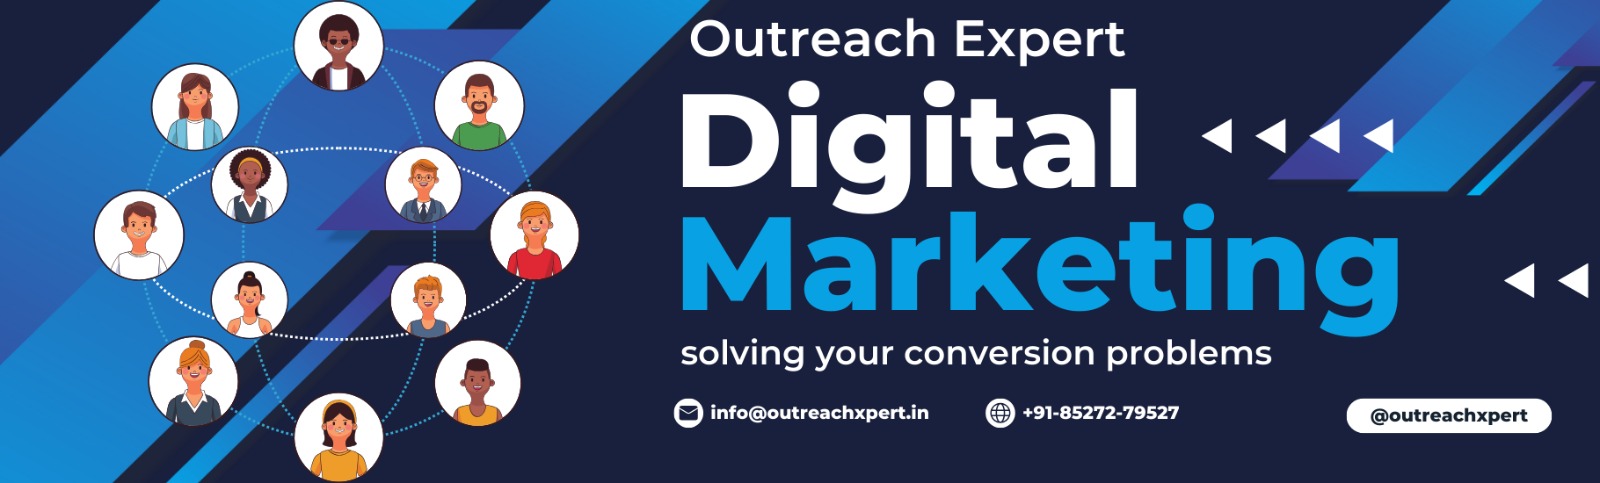 Outreach Expert
Digital
Marketing
solving your conversion problems
info@outreachxpert.in
+91-85272-79527
@outreachxpert